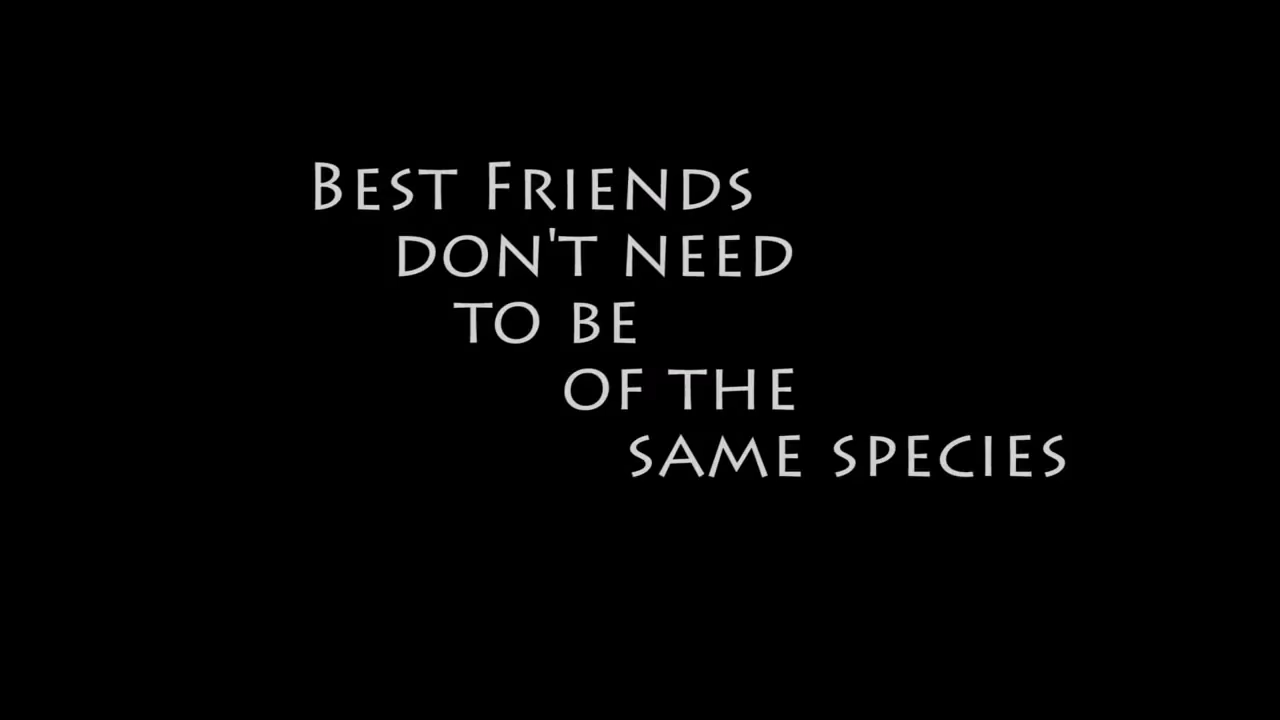 Best Friends
don't need
to be
of the
same species